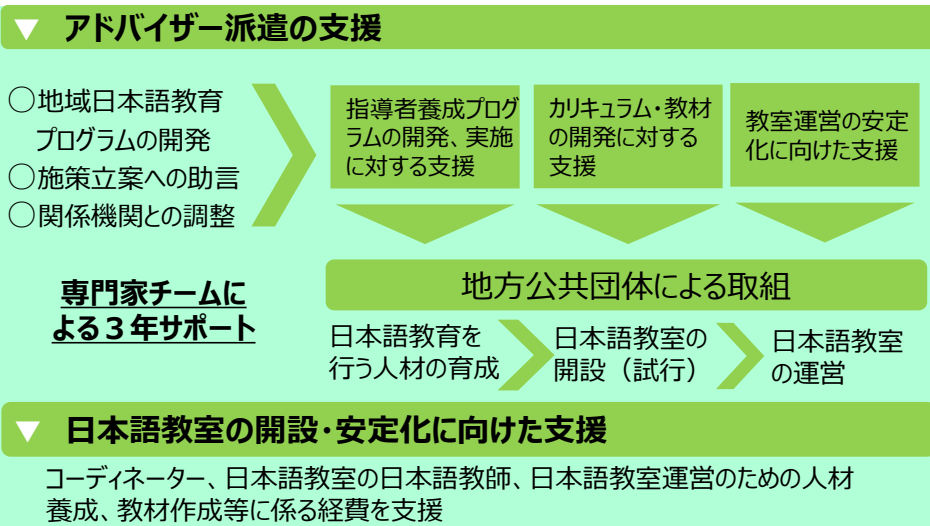 ▼ アドバイザー派遣の支援
○地域日本語教育
プログラムの開発
○施策立案への助言
○関係機関との調整
指導者養成プログ
ラムの開発、実施
に対する支援
カリキュラム・教材
の開発に対する
支援
教室運営の安定
化に向けた支援
専門家チームに
よる3年サポート
地方公共団体による取組
日本語教育を
行う人材の育成
日本語教室の
開設（試行）
日本語教室
の運営
▼ 日本語教室の開設・安定化に向けた支援
コーディネーター、日本語教室の日本語教師、日本語教室運営のための人材
養成、教材作成等に係る経費を支援